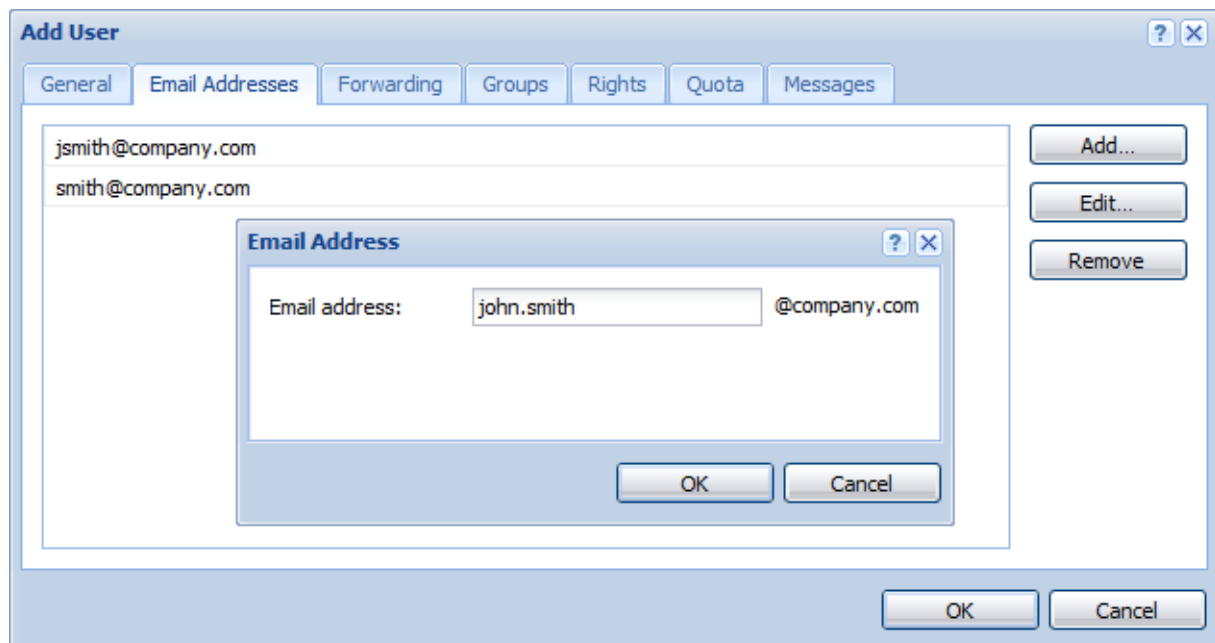 Add User
?
General Email Addresses Forwarding Groups Rights Quota Messages
jsmith@company.com
Add...
smith@company.com
Edit...
Email Address
?
Remove
Email address: john.smith @company.com
OK Cancel
OK Cancel